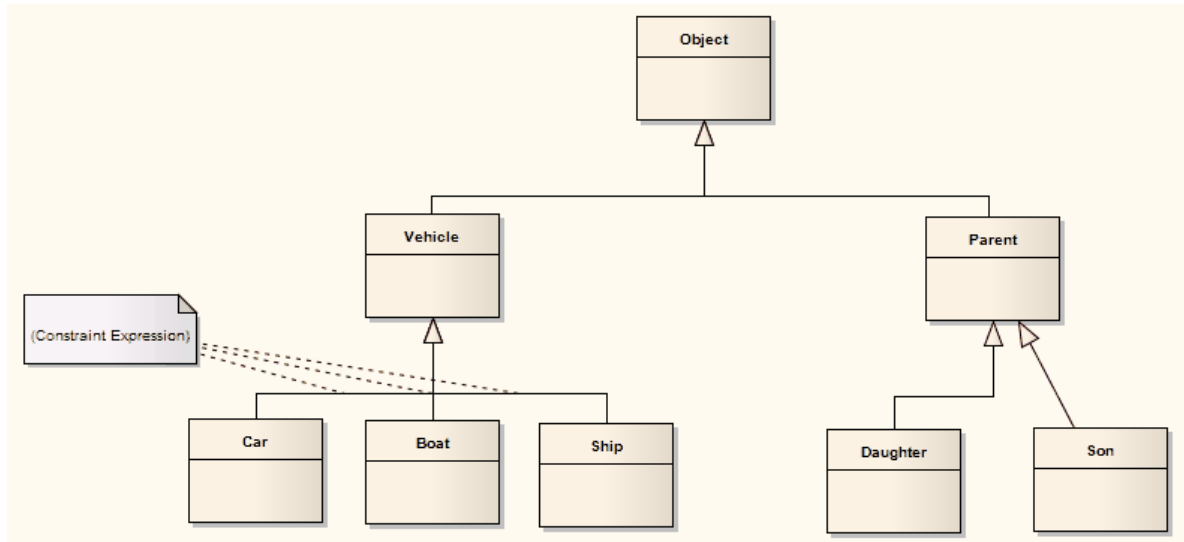 Object
Vehicle
Parent
(Constraint Expression)
Car
Boat
Ship
Daughter
Son